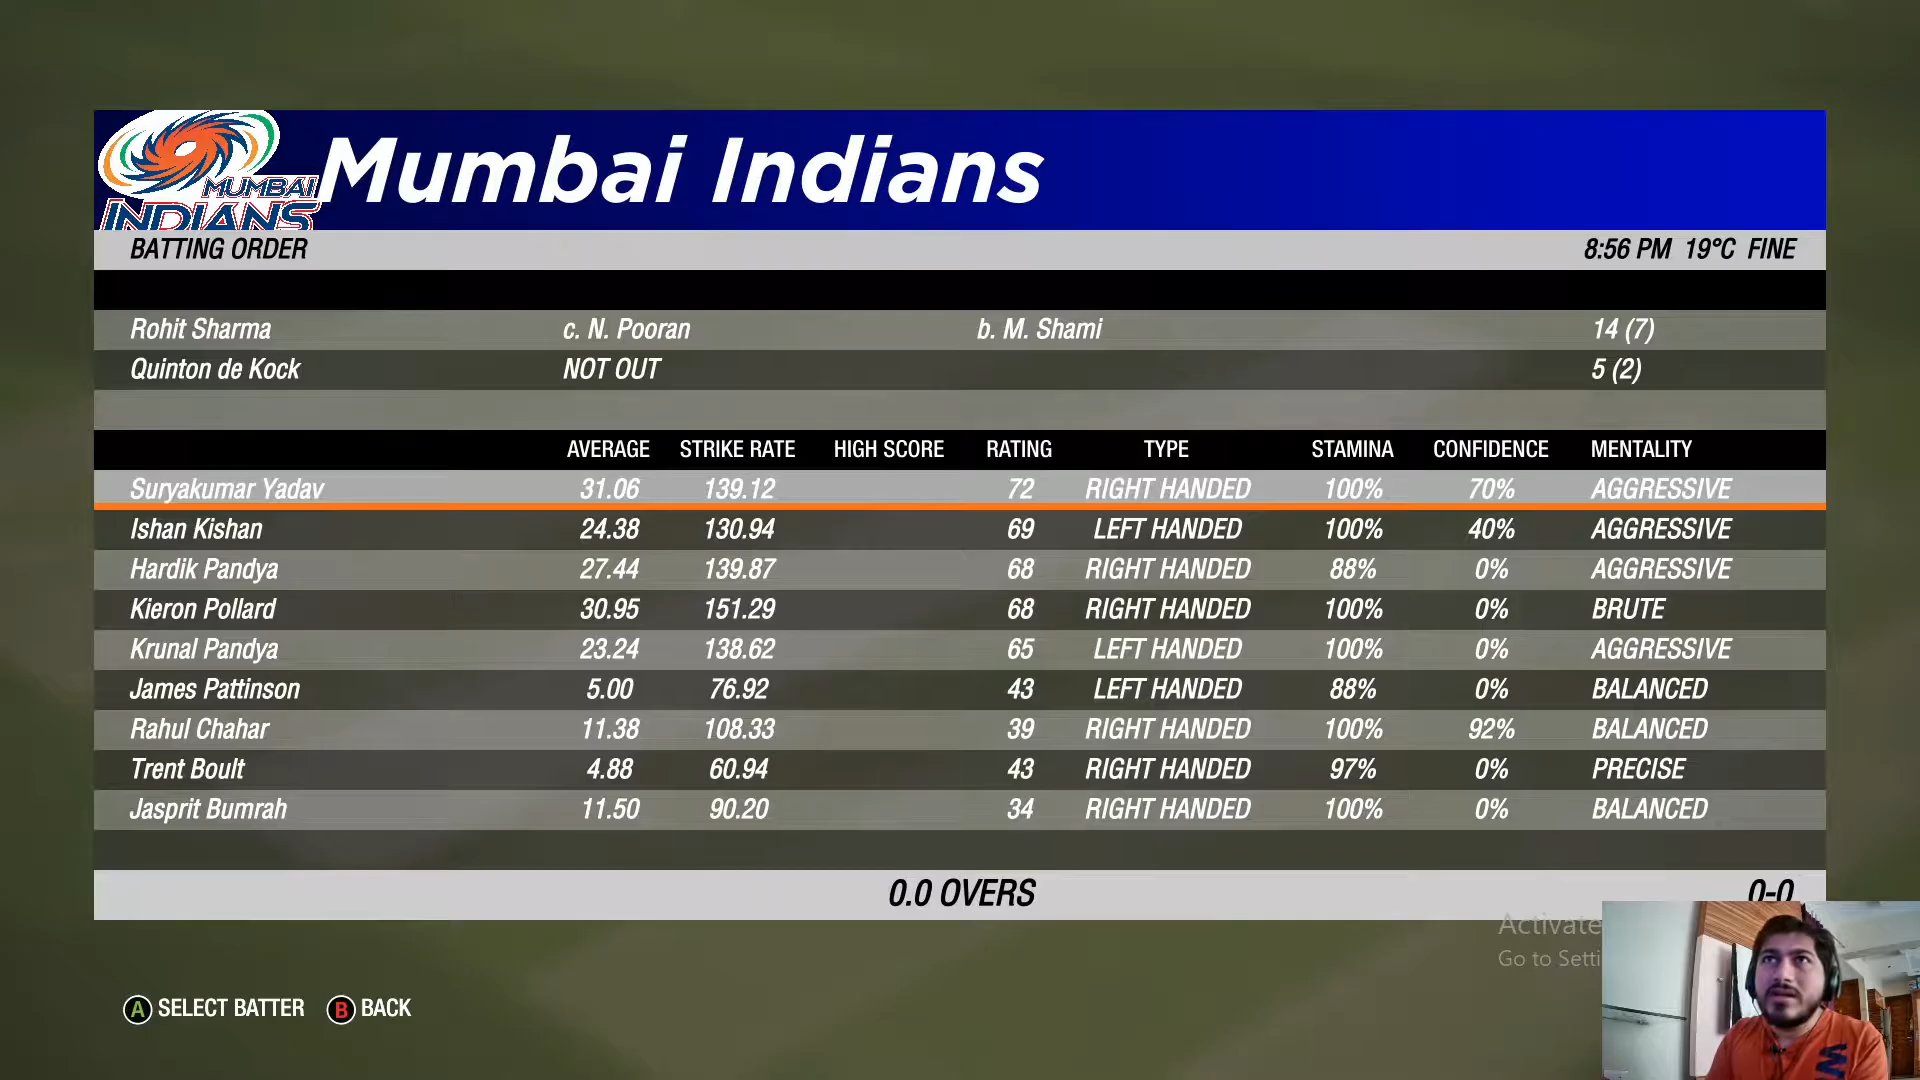 MUMBAI
INDIANS
Mumbai Indians
BATTING ORDER 8:56 PM 19°C FINE
Rohit Sharma c. N. Pooran b. M. Shami 14 (7)
Quinton de Kock NOT OUT 5 (2)
AVERAGE STRIKE RATE HIGH SCORE RATING TYPE STAMINA CONFIDENCE MENTALITY
Suryakumar Yadav 31.06 139.12 72 RIGHT HANDED 100% 70% AGGRESSIVE
Ishan Kishan 24.38 130.94 69 LEFT HANDED 100% 40% AGGRESSIVE
Hardik Pandya 27.44 139.87 68 RIGHT HANDED 88% 0% AGGRESSIVE
Kieron Pollard 30.95 151.29 68 RIGHT HANDED 100% 0% BRUTE
Krunal Pandya 23.24 138.62 65 LEFT HANDED 100% 0% AGGRESSIVE
James Pattinson 5.00 76.92 43 LEFT HANDED 88% 0% BALANCED
Rahul Chahar 11.38 108.33 39 RIGHT HANDED 100% 92% BALANCED
Trent Boult 4.88 60.94 43 RIGHT HANDED 97% 0% PRECISE
Jasprit Bumrah 11.50 90.20 34 RIGHT HANDED 100% 0% BALANCED
0.0 OVERS 0-0
Activate
Go to Setti
A SELECT BATTER B BACK